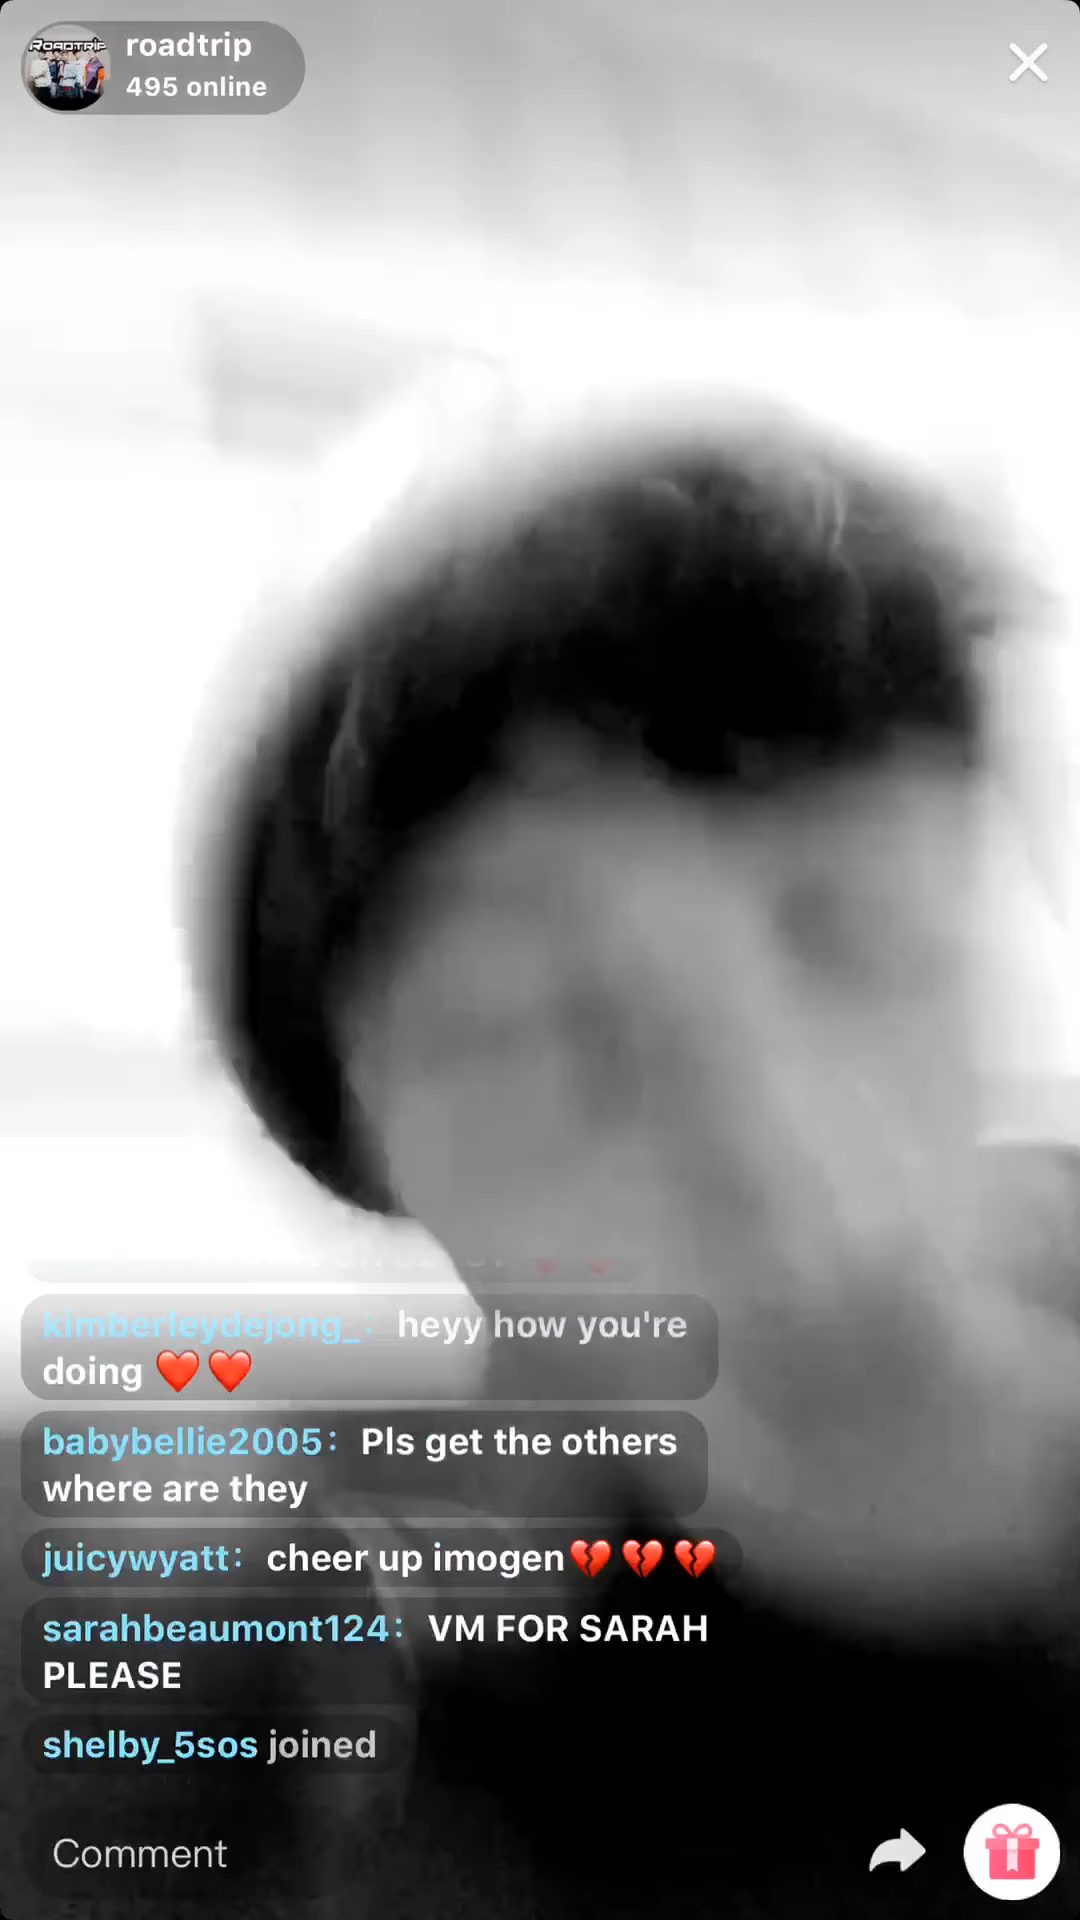 ROADTRIP
roadtrip
495 online
kimberleydejong_: heyy how you're
doing ❤️❤️
babybellie2005: Pls get the others
where are they
juicywyatt: cheer up imogen💔💔💔
sarahbeaumont124: VM FOR SARAH
PLEASE
shelby_5sos joined
Comment